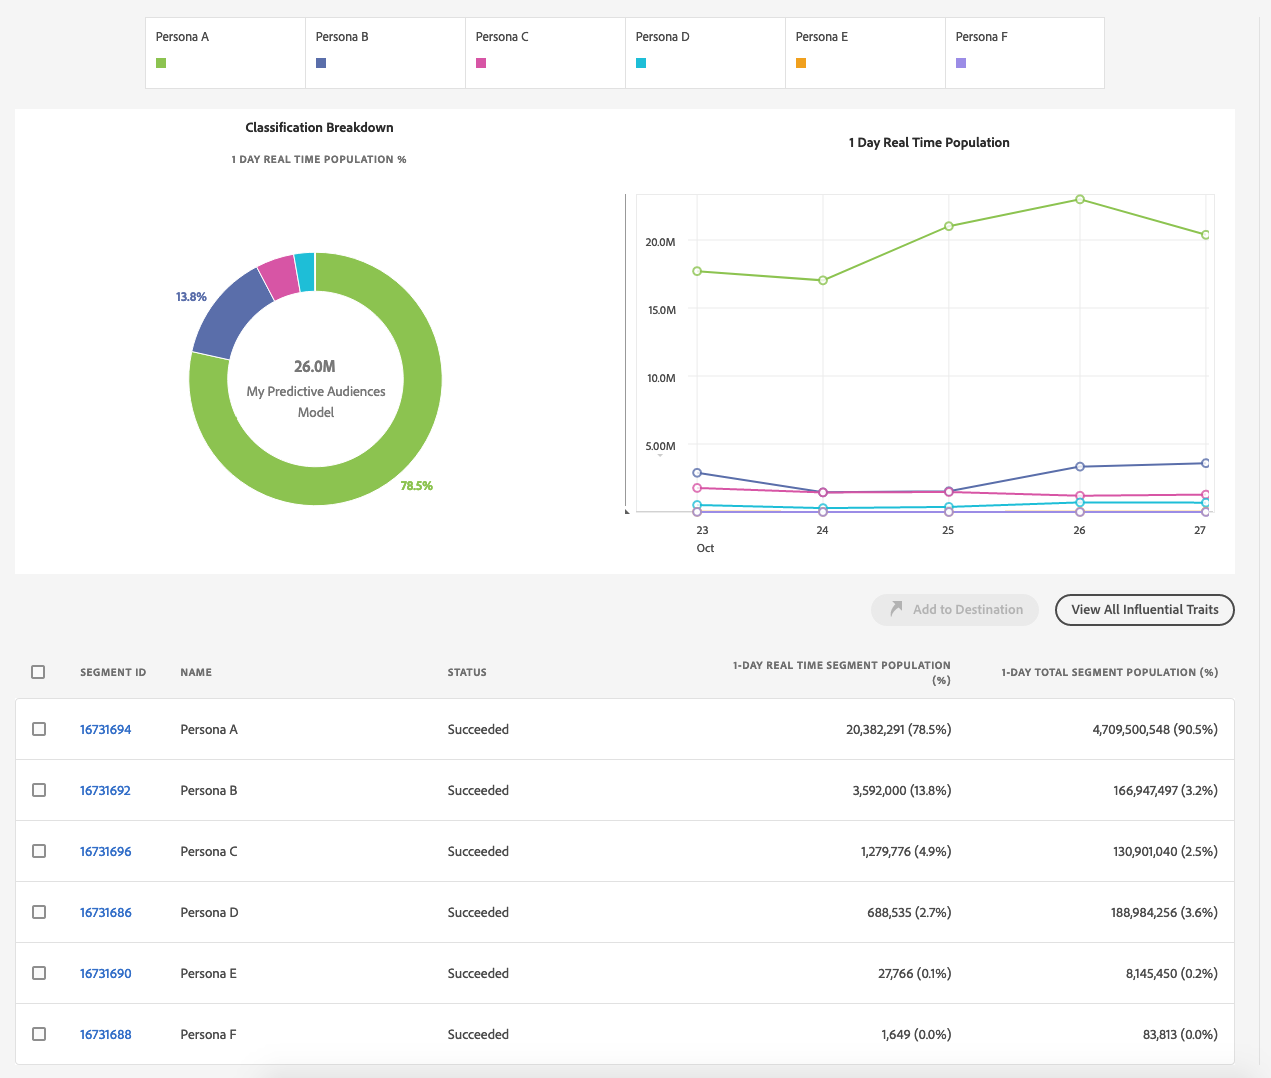 Persona A
Persona B
Persona C
Persona D
Persona E
Persona F
Classification Breakdown
1 DAY REAL TIME POPULATION %
13.8%
26.0M
My Predictive Audiences
Model
78.5%
1 Day Real Time Population
20.0M
15.0M
10.0M
5.00M
23
24
25
26
27
Oct
Add to Destination
View All Influential Traits
SEGMENT ID
NAME
STATUS
1-DAY REAL TIME SEGMENT POPULATION
(%)
1-DAY TOTAL SEGMENT POPULATION (%)
16731694 Persona A Succeeded 20,382,291 (78.5%) 4,709,500,548 (90.5%)
16731692 Persona B Succeeded 3,592,000 (13.8%) 166,947,497 (3.2%)
16731696 Persona C Succeeded 1,279,776 (4.9%) 130,901,040 (2.5%)
16731686 Persona D Succeeded 688,535 (2.7%) 188,984,256 (3.6%)
16731690 Persona E Succeeded 27,766 (0.1%) 8,145,450 (0.2%)
16731688 Persona F Succeeded 1,649 (0.0%) 83,813 (0.0%)